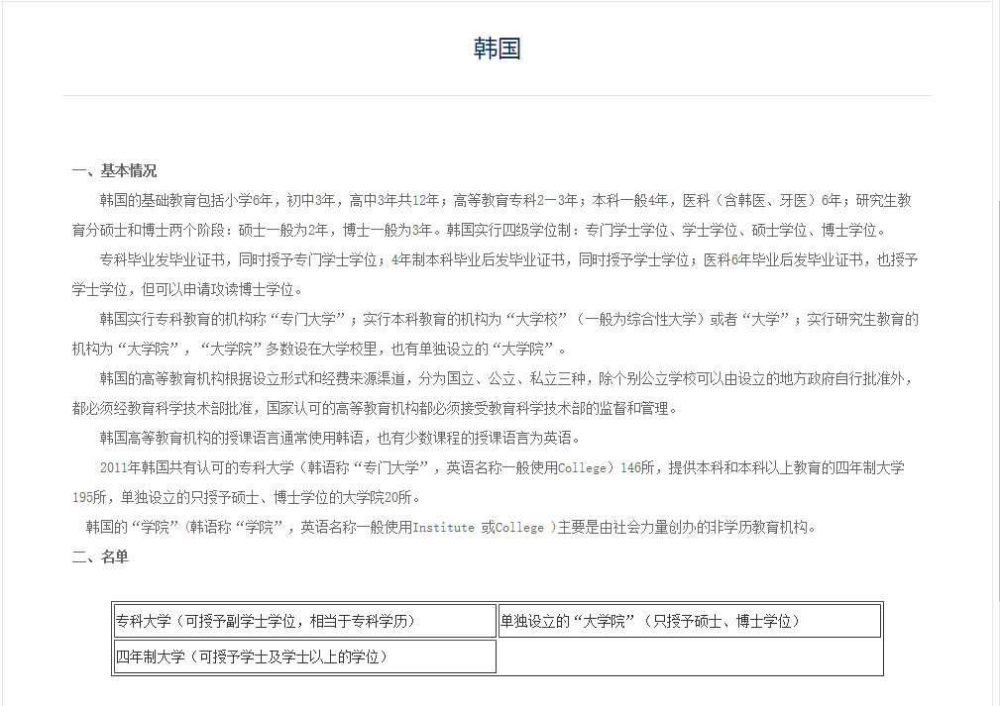 韩国
一、基本情况
韩国的基础教育包括小学6年，初中3年，高中3年共12年；高等教育专科2－3年；本科一般4年，医科（含韩医、牙医）6年；研究生教
育分硕士和博士两个阶段：硕士一般为2年，博士一般为3年。韩国实行四级学位制：专门学士学位、学士学位、硕士学位、博士学位。
专科毕业发毕业证书，同时授予专门学士学位；4年制本科毕业后发毕业证书，同时授予学士学位；医科6年毕业后发毕业证书，也授予
学士学位，但可以申请攻读博士学位。
韩国实行专科教育的机构称“专门大学”；实行本科教育的机构为“大学校”（一般为综合性大学）或者“大学”；实行研究生教育的
机构为“大学院”，“大学院”多数设在大学校里，也有单独设立的“大学院”。
韩国的高等教育机构根据设立形式和经费来源渠道，分为国立、公立、私立三种，除个别公立学校可以由设立的地方政府自行批准外，
都必须经教育科学技术部批准，国家认可的高等教育机构都必须接受教育科学技术部的监督和管理。
韩国高等教育机构的授课语言通常使用韩语，也有少数课程的授课语言为英语。
2011年韩国共有认可的专科大学（韩语称“专门大学”，英语名称一般使用College）146所，提供本科和本科以上教育的四年制大学
195所，单独设立的只授予硕士、博士学位的大学院20所。
韩国的“学院”(韩语称“学院”，英语名称一般使用Institute 或College )主要是由社会力量创办的非学历教育机构。
二、名单
专科大学（可授予副学士学位，相当于专科学历）
单独设立的“大学院”（只授予硕士、博士学位）
四年制大学（可授予学士及学士以上的学位）